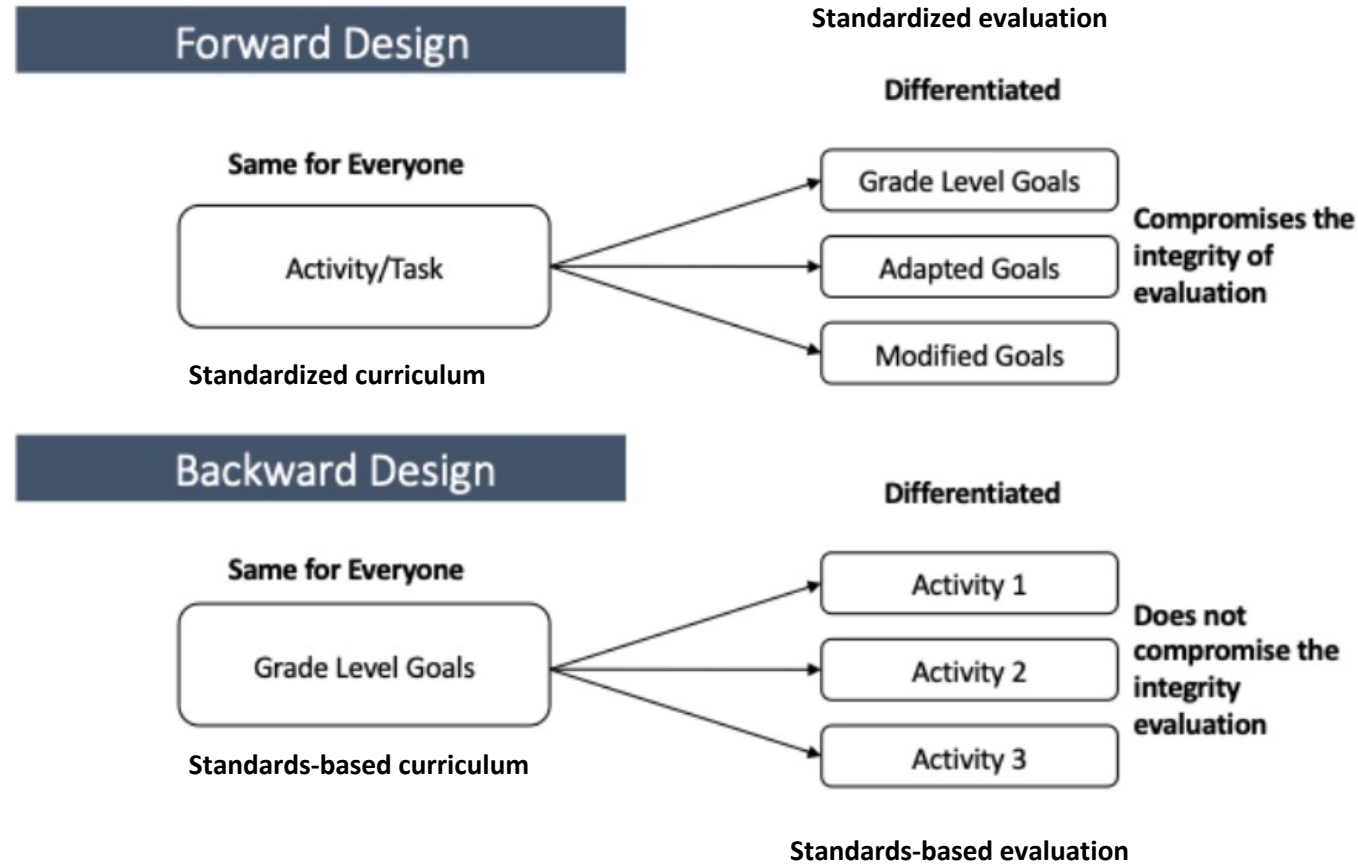 Forward Design
Standardized evaluation
Differentiated
Same for Everyone
Activity/Task
Standardized curriculum
Grade Level Goals
Adapted Goals
Modified Goals
Compromises the
integrity of
evaluation
Backward Design
Differentiated
Same for Everyone
Grade Level Goals
Standards-based curriculum
Activity 1
Activity 2
Activity 3
Does not
compromise the
integrity
evaluation
Standards-based evaluation